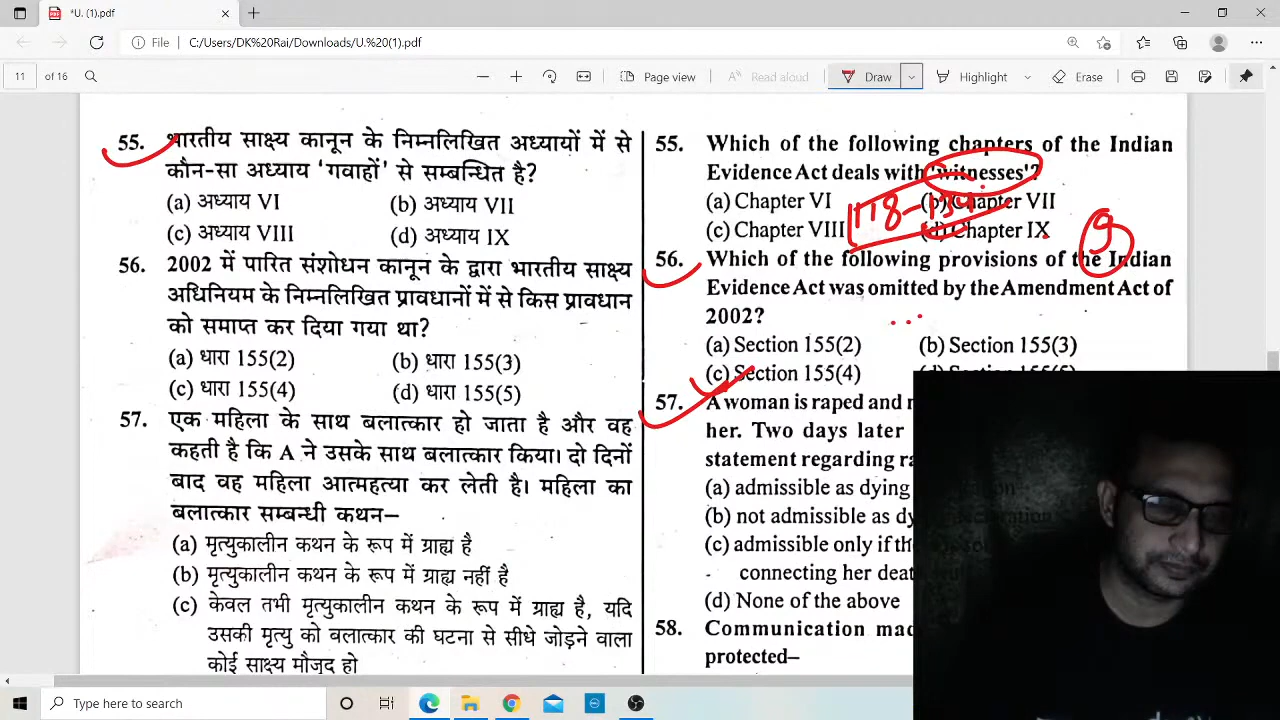 *U. (1).pdf
File
C:/Users/DK%20Rai/Downloads/U.%20(1).pdf
11 of 16
Page view
Read aloud
Draw
Highlight
Erase
55. भारतीय साक्ष्य कानून के निम्नलिखित अध्यायों में से
कौन-सा अध्याय 'गवाहों' से सम्बन्धित है?
(a) अध्याय VI (b) अध्याय VII
(c) अध्याय VIII (d) अध्याय IX
56. 2002 में पारित संशोधन कानून के द्वारा भारतीय साक्ष्य
अधिनियम के निम्नलिखित प्रावधानों में से किस प्रावधान
को समाप्त कर दिया गया था?
(a) धारा 155(2) (b) धारा 155(3)
(c) धारा 155(4) (d) धारा 155(5)
57. एक महिला के साथ बलात्कार हो जाता है और वह
कहती है कि A ने उसके साथ बलात्कार किया। दो दिनों
बाद वह महिला आत्महत्या कर लेती है। महिला का
बलात्कार सम्बन्धी कथन–
(a) मृत्युकालीन कथन के रूप में ग्राह्य है
(b) मृत्युकालीन कथन के रूप में ग्राह्य नहीं है
(c) केवल तभी मृत्युकालीन कथन के रूप में ग्राह्य है, यदि
उसकी मृत्यु को बलात्कार की घटना से सीधे जोड़ने वाला
कोई साक्ष्य मौजूद हो
55. Which of the following chapters of the Indian
Evidence Act deals with 'witnesses'?
(a) Chapter VI (b) Chapter VII
118–134
(c) Chapter VIII (d) Chapter IX
9
56. Which of the following provisions of the Indian
Evidence Act was omitted by the Amendment Act of
2002?
(a) Section 155(2) (b) Section 155(3)
(c) Section 155(4) (d) Section 155(5)
57. A woman is raped and
her. Two days later
statement regarding
(a) admissible as dying
(b) not admissible as
(c) admissible only if
connecting her death
(d) None of the above
58. Communication
protected–
Type here to search